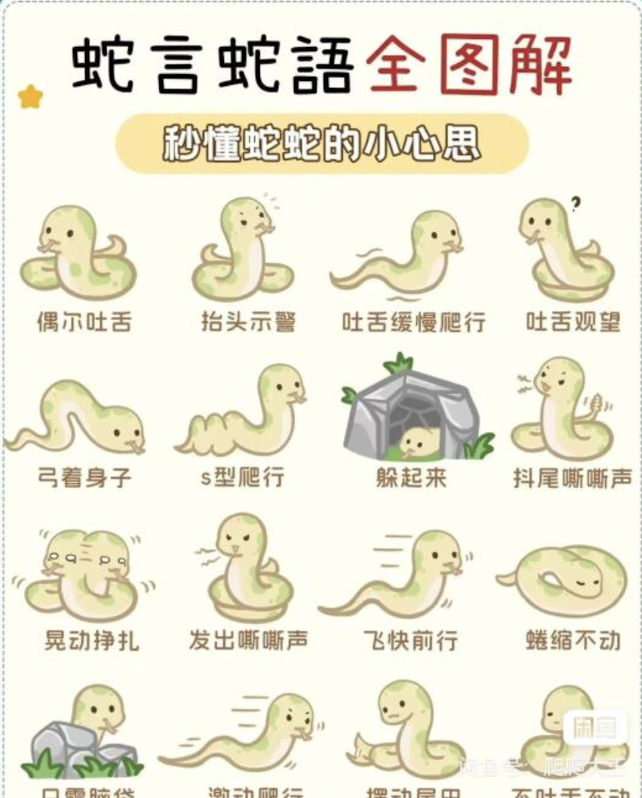 蛇言蛇語全图解
秒懂蛇蛇的小心思
?
偶尔吐舌
抬头示警
吐舌缓慢爬行
吐舌观望
弓着身子
s型爬行
躲起来
抖尾嘶嘶声
晃动挣扎
发出嘶嘶声
飞快前行
蜷缩不动
只露脑袋
激动爬行
摆动尾巴
不吐舌不动
闲鱼号：爬爬大王